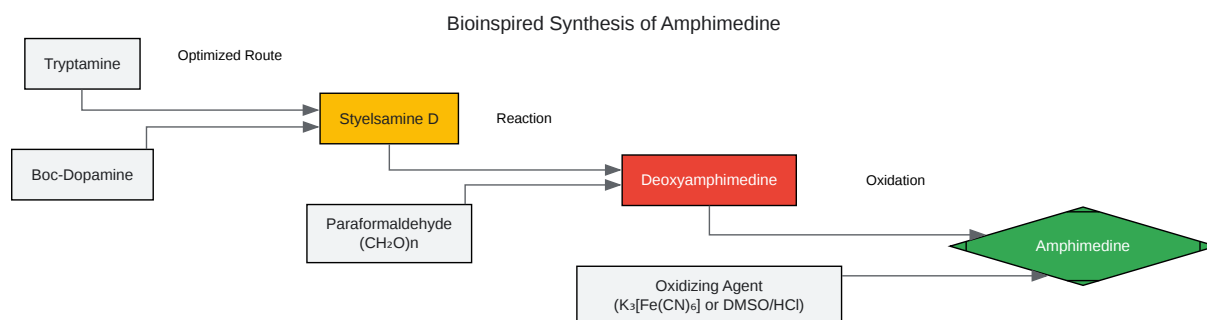 Bioinspired Synthesis of Amphimedine
Tryptamine
Optimized Route
Styelsamine D
Reaction
Boc-Dopamine
Deoxyamphimedine
Oxidation
Paraformaldehyde
(CH₂O)n
Amphimedine
Oxidizing Agent
(K₃[Fe(CN)₆] or DMSO/HCl)